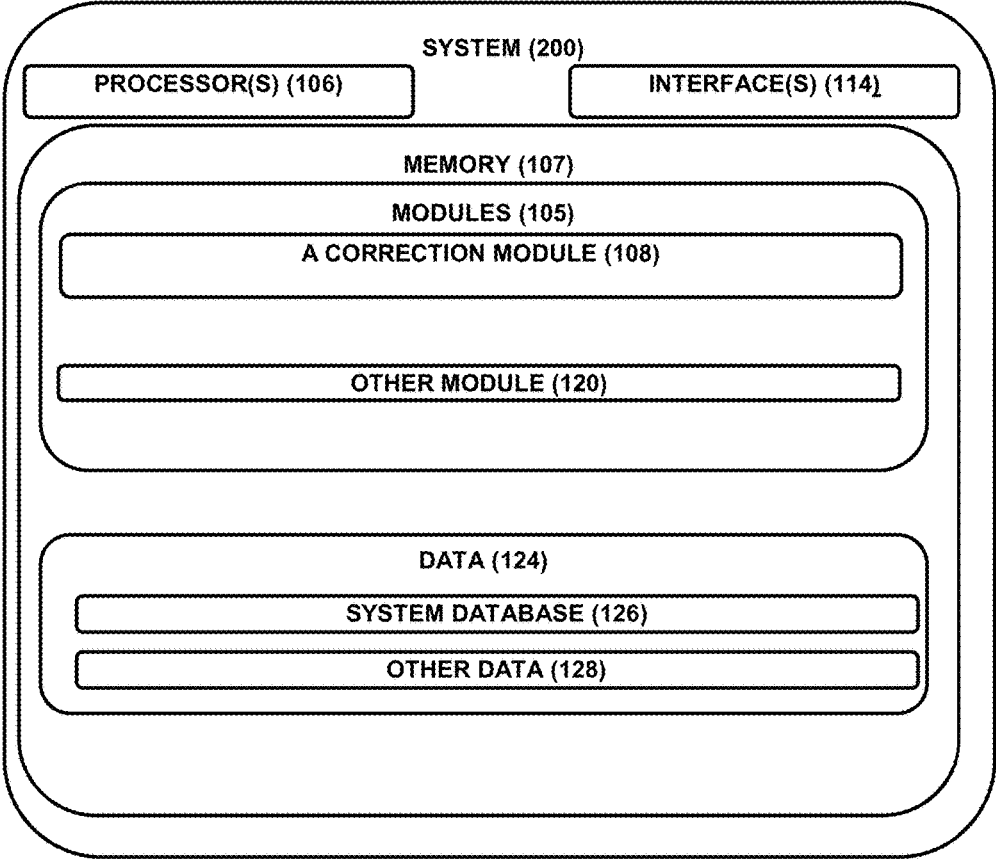 SYSTEM (200)
PROCESSOR(S) (106)
INTERFACE(S) (114)
MEMORY (107)
MODULES (105)
A CORRECTION MODULE (108)
OTHER MODULE (120)
DATA (124)
SYSTEM DATABASE (126)
OTHER DATA (128)